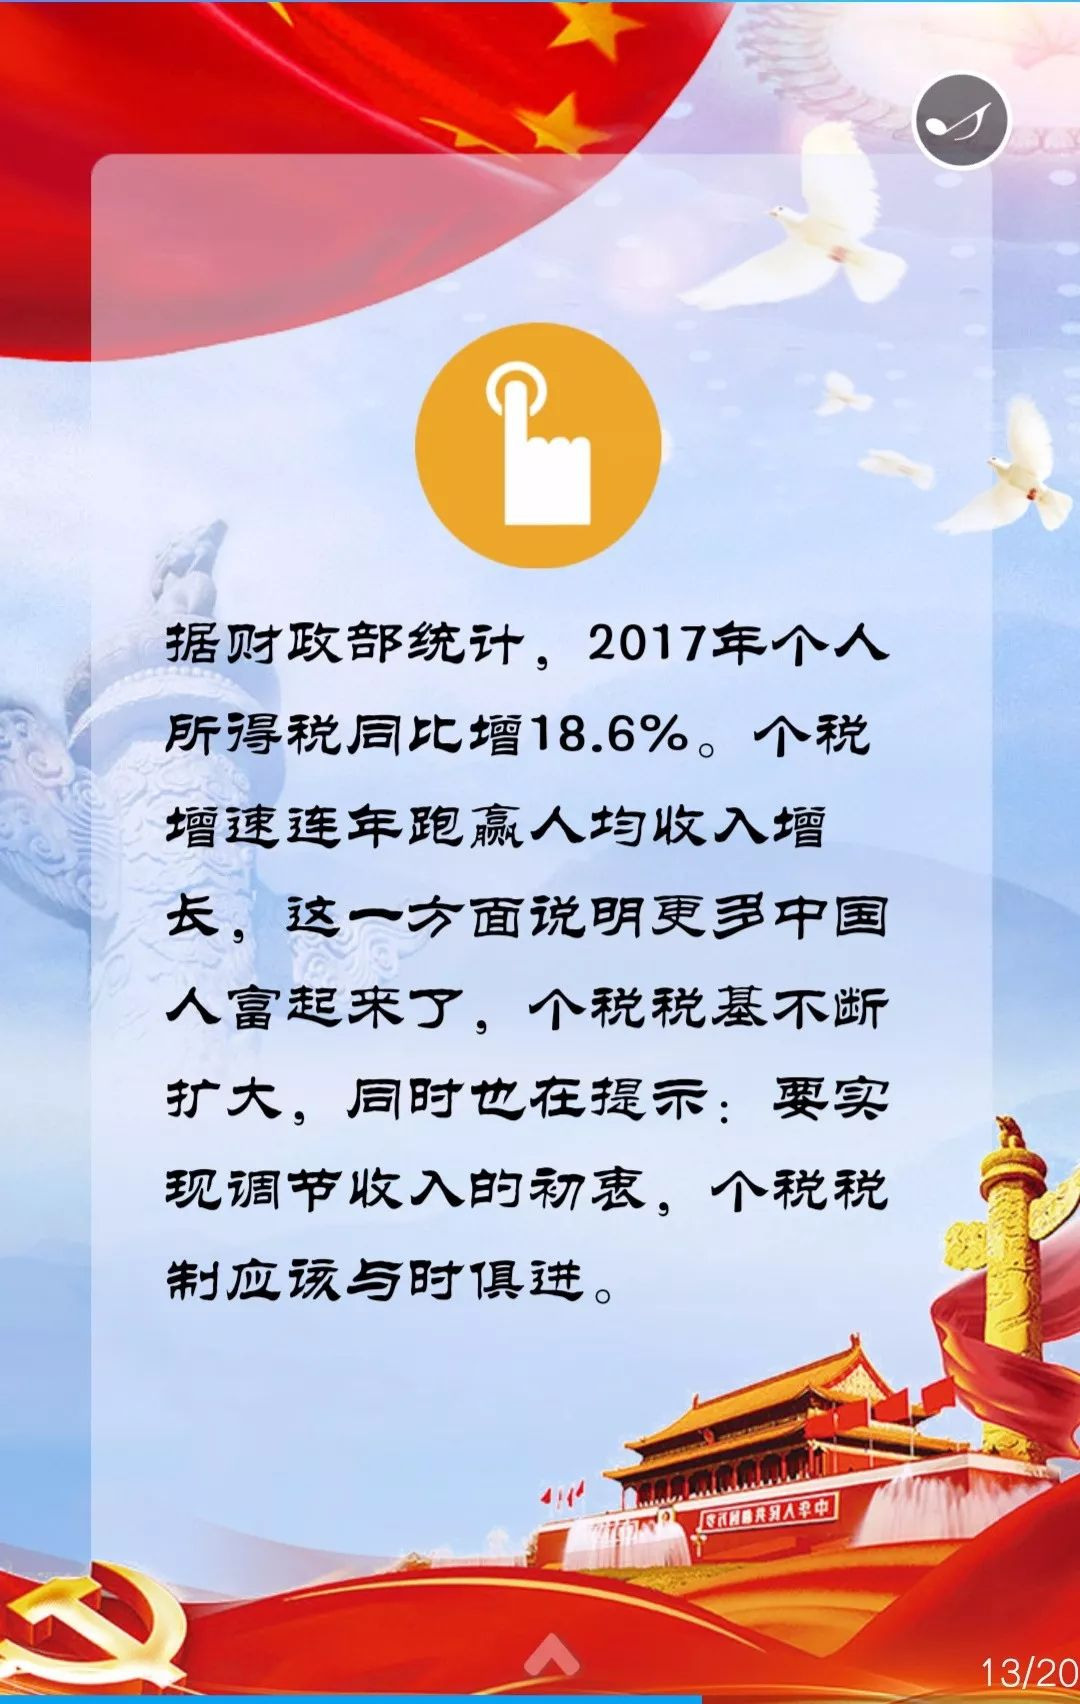 据财政部统计，2017年个人
所得税同比增18.6%。个税
增速连年跑赢人均收入增
长，这一方面说明更多中国
人富起来了，个税税基不断
扩大，同时也在提示：要实
现调节收入的初衷，个税税
制应该与时俱进。
13/20